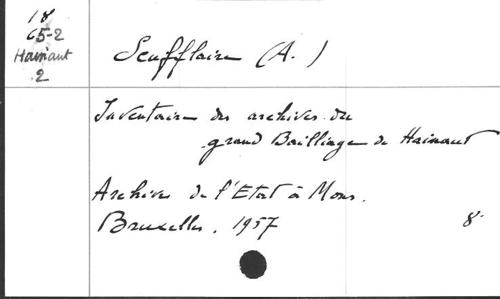 18
65-2
Hainaut
2
Scufflaire (A.)
Inventaire des archives du
grand Bailliage de Hainaut
Archives de l'Etat à Mons.
Bruxelles, 1957
8°